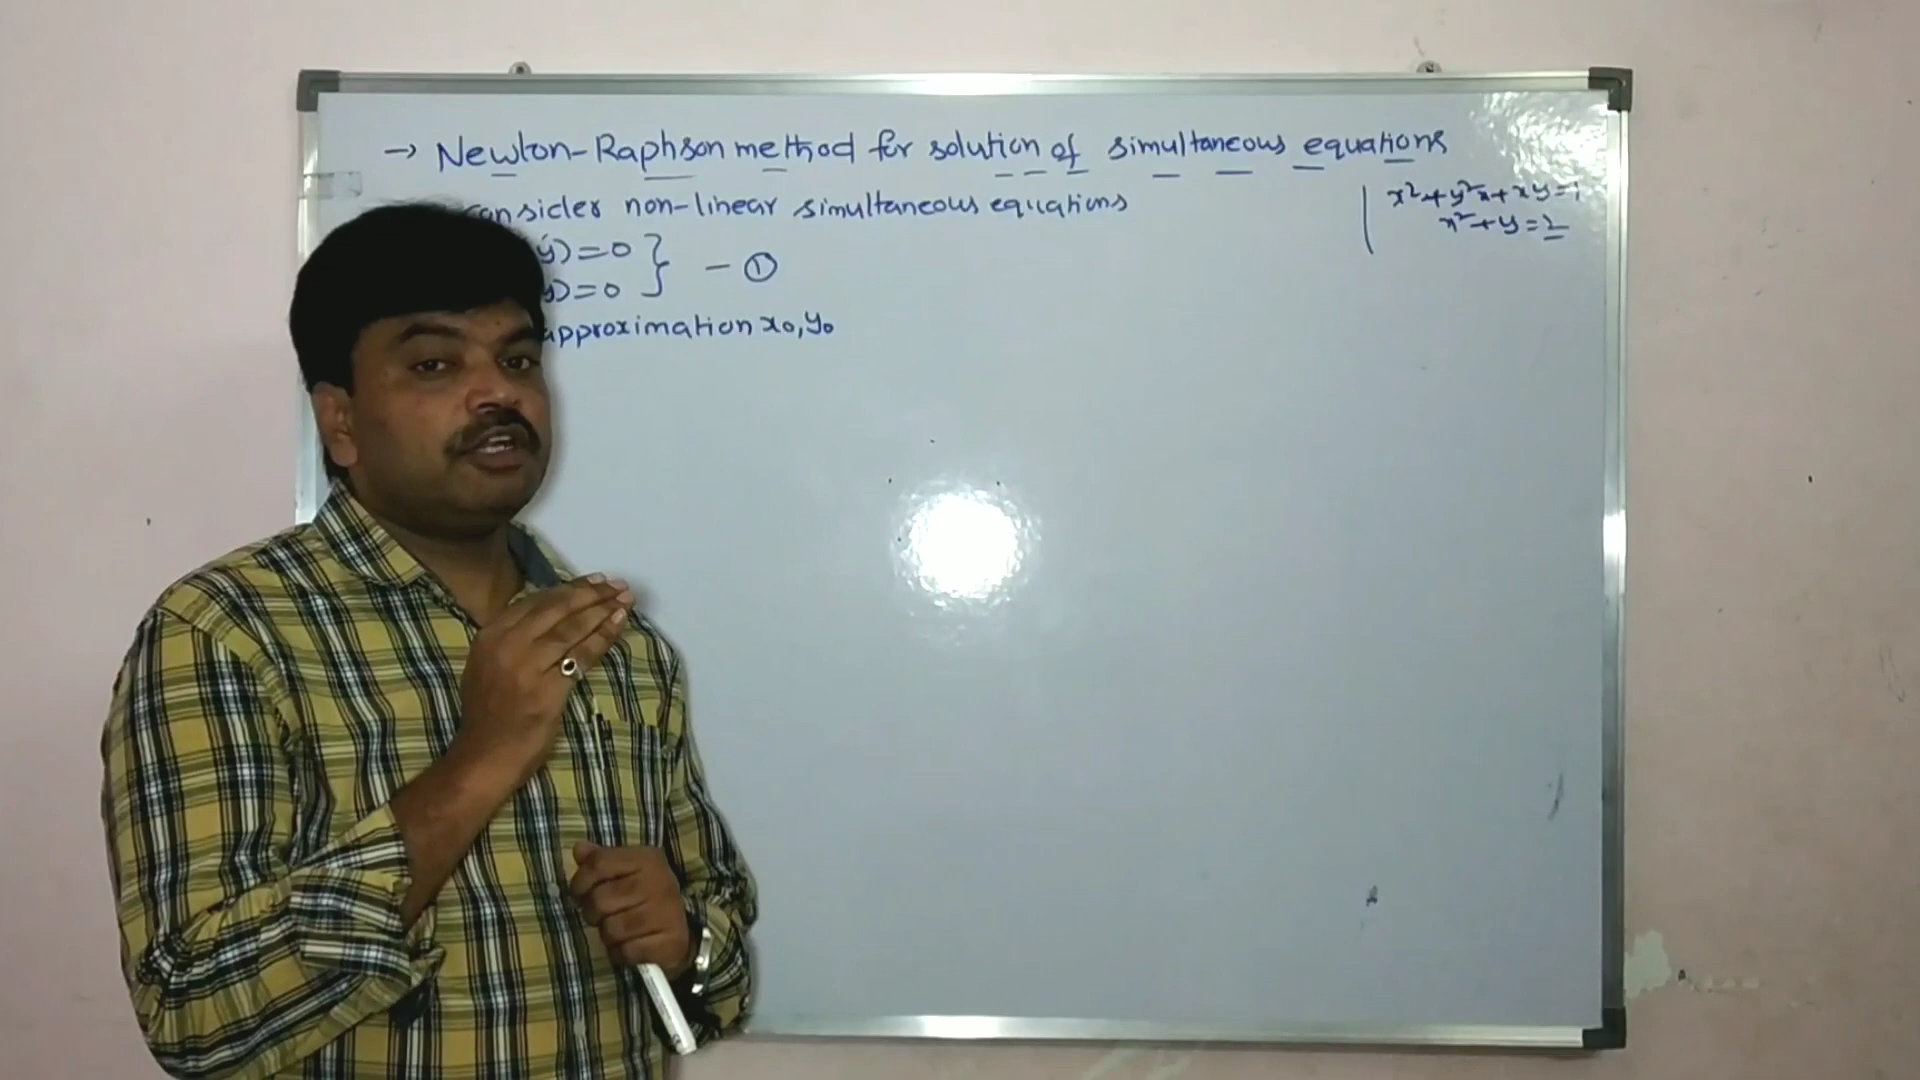 → Newton-Raphson method for solution of simultaneous equations
consider non-linear simultaneous equations
y)=0
y)=0 } - ①
approximation x₀,y₀
x²+y²x+xy=1
x²+y=2